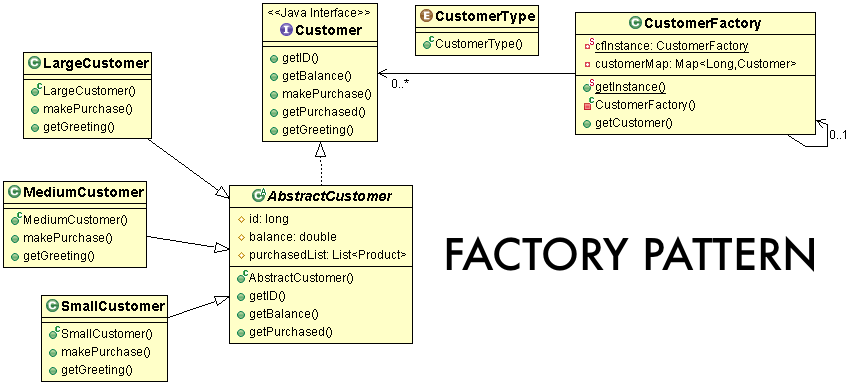 <<Java Interface>>
Customer
getID()
getBalance()
makePurchase()
getPurchased()
getGreeting()
CustomerType
CustomerType()
CustomerFactory
cfInstance: CustomerFactory
customerMap: Map<Long,Customer>
getInstance()
CustomerFactory()
getCustomer()
0..*
0..1
LargeCustomer
LargeCustomer()
makePurchase()
getGreeting()
MediumCustomer
MediumCustomer()
makePurchase()
getGreeting()
SmallCustomer
SmallCustomer()
makePurchase()
getGreeting()
AbstractCustomer
id: long
balance: double
purchasedList: List<Product>
AbstractCustomer()
getID()
getBalance()
getPurchased()
FACTORY PATTERN